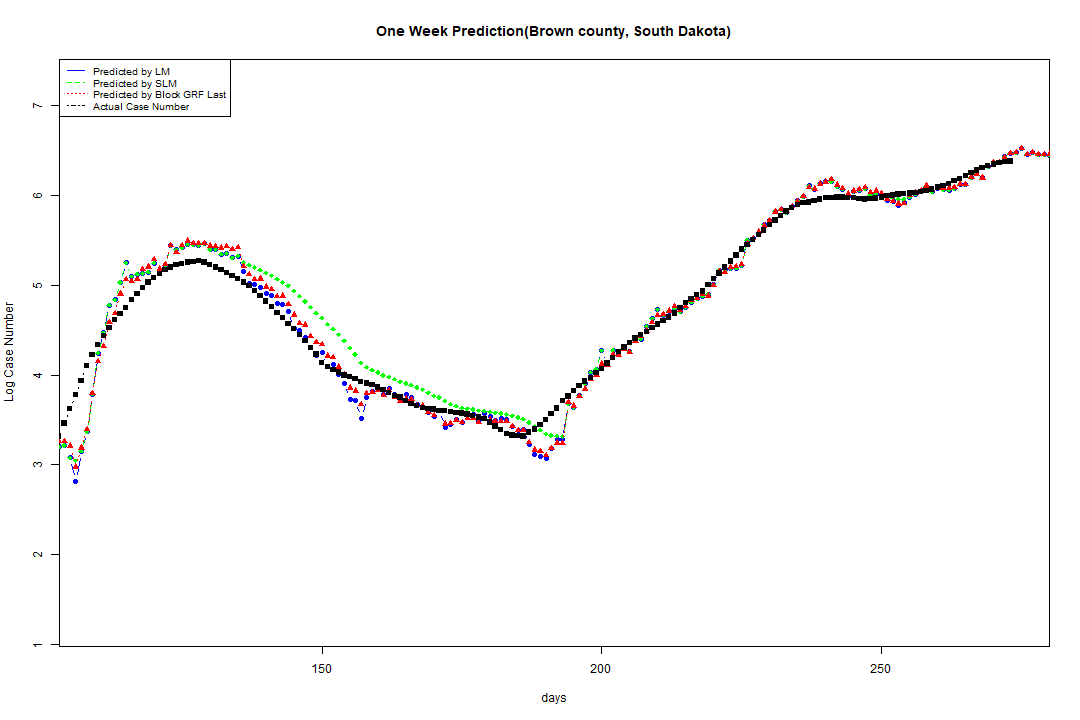 One Week Prediction(Brown county, South Dakota)
Predicted by LM
Predicted by SLM
Predicted by Block GRF Last
Actual Case Number
7
6
5
4
3
2
1
Log Case Number
150
200
250
days